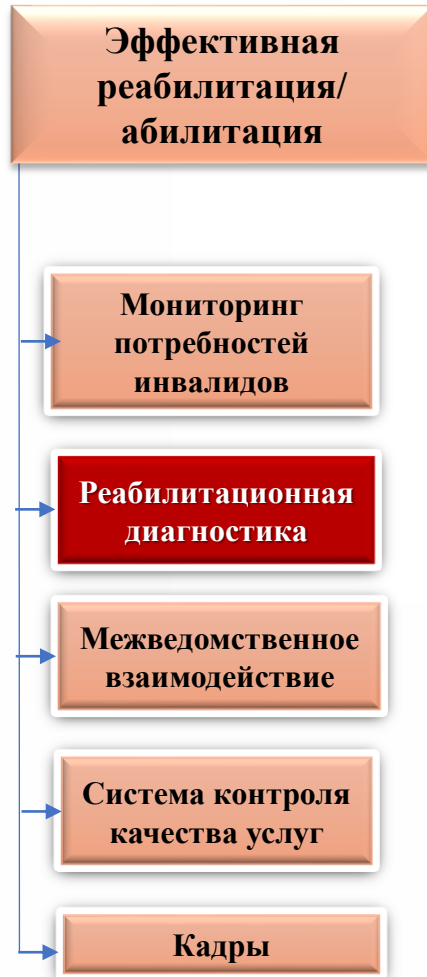 Эффективная
реабилитация/
абилитация
Мониторинг
потребностей
инвалидов
Реабилитационная
диагностика
Межведомственное
взаимодействие
Система контроля
качества услуг
Кадры